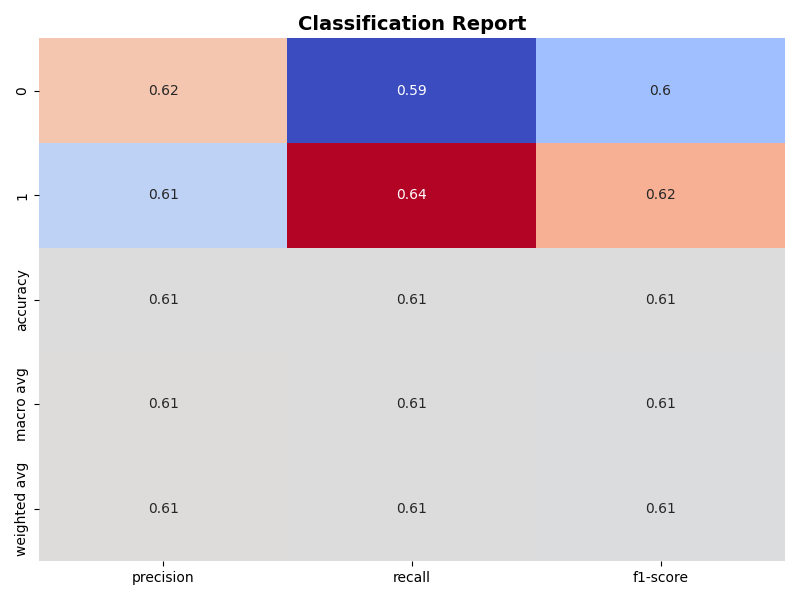 Classification Report
0 0.62 0.59 0.6
1 0.61 0.64 0.62
accuracy 0.61 0.61 0.61
macro avg 0.61 0.61 0.61
weighted avg 0.61 0.61 0.61
precision recall f1-score